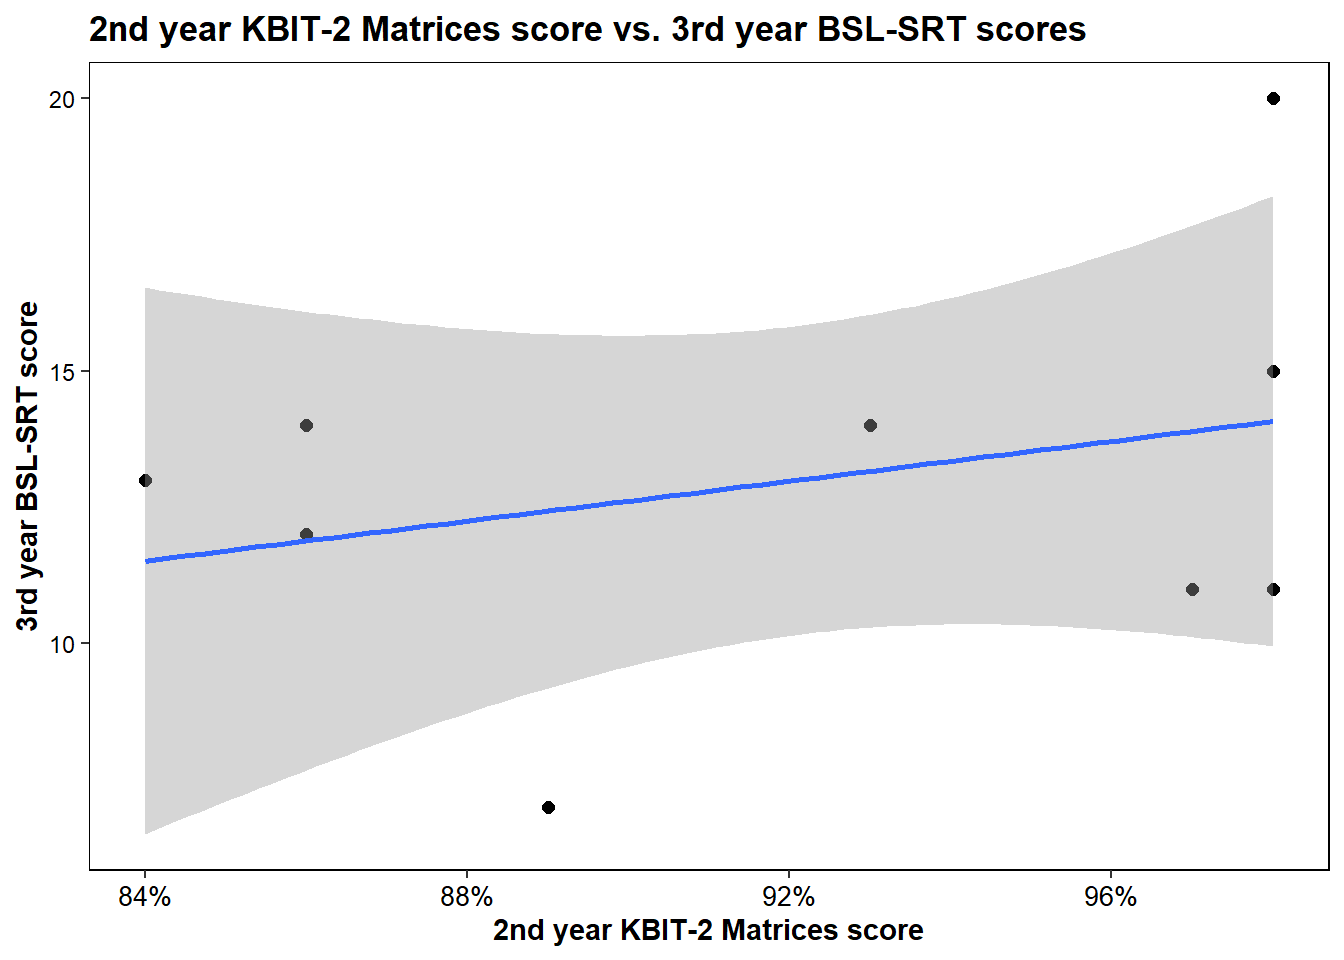 2nd year KBIT-2 Matrices score vs. 3rd year BSL-SRT scores
3rd year BSL-SRT score
20
15
10
84% 88% 92% 96%
2nd year KBIT-2 Matrices score